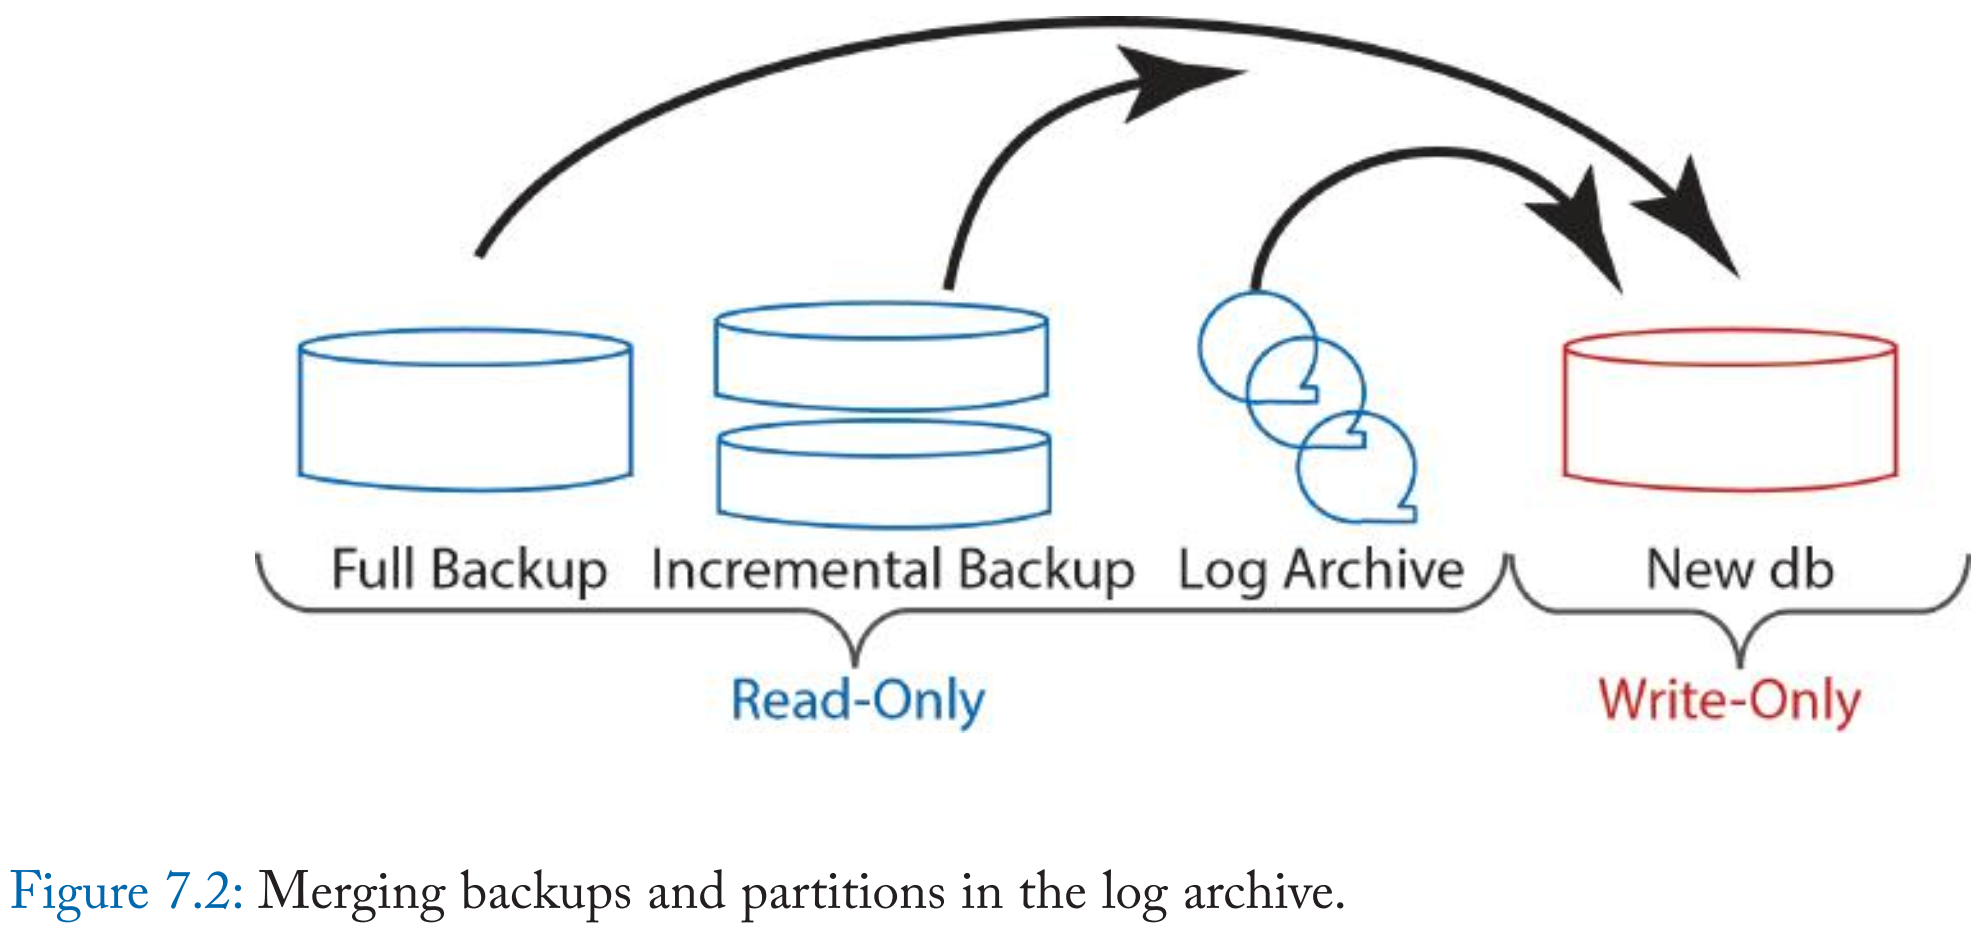 Full Backup Incremental Backup Log Archive New db
Read-Only Write-Only
Figure 7.2: Merging backups and partitions in the log archive.